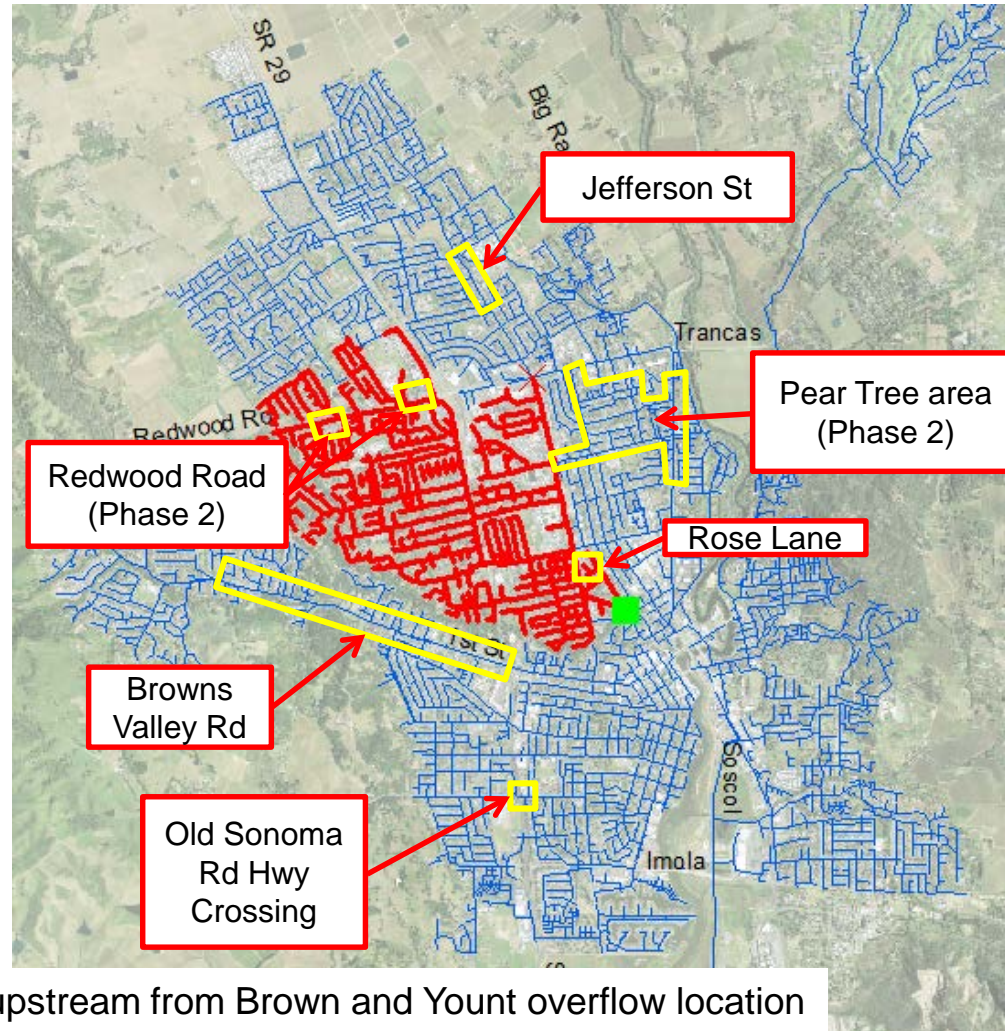 SR 29
Big Ra
Jefferson St
Trancas
Pear Tree area
(Phase 2)
Redwood Ro
Redwood Road
(Phase 2)
Rose Lane
1st St
Browns
Valley Rd
Soscol
Old Sonoma
Rd Hwy
Crossing
Imola
upstream from Brown and Yount overflow location